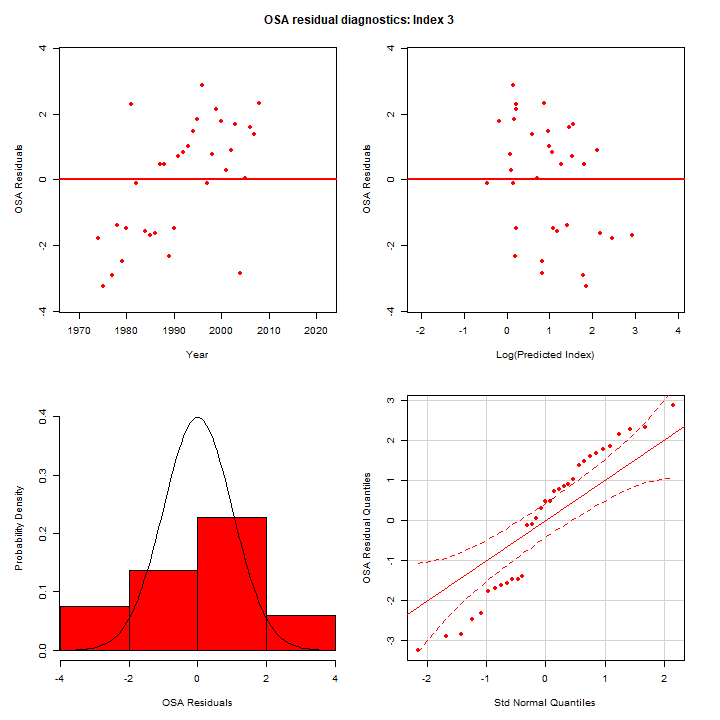 OSA residual diagnostics: Index 3
OSA Residuals
4
2
0
-2
-4
1970 1980 1990 2000 2010 2020
Year
OSA Residuals
4
2
0
-2
-4
-2 -1 0 1 2 3 4
Log(Predicted Index)
Probability Density
0.4
0.3
0.2
0.1
0.0
-4 -2 0 2 4
OSA Residuals
OSA Residual Quantiles
3
2
1
0
-1
-2
-3
-2 -1 0 1 2
Std Normal Quantiles